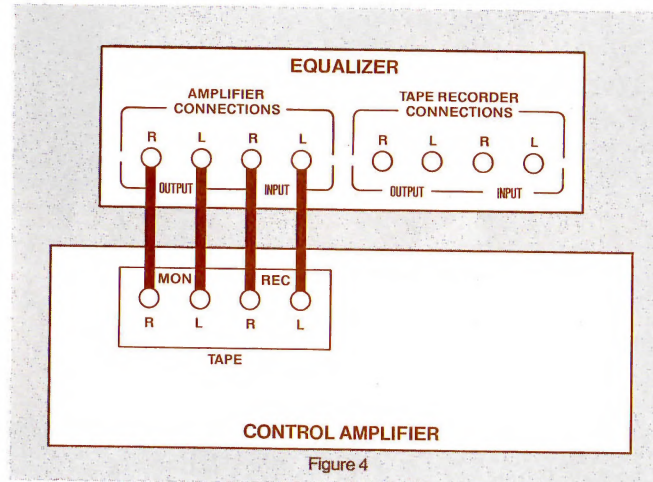 EQUALIZER
AMPLIFIER
CONNECTIONS
TAPE RECORDER
CONNECTIONS
R L R L
R L R L
OUTPUT INPUT
OUTPUT INPUT
MON REC
R L R L
TAPE
CONTROL AMPLIFIER
Figure 4